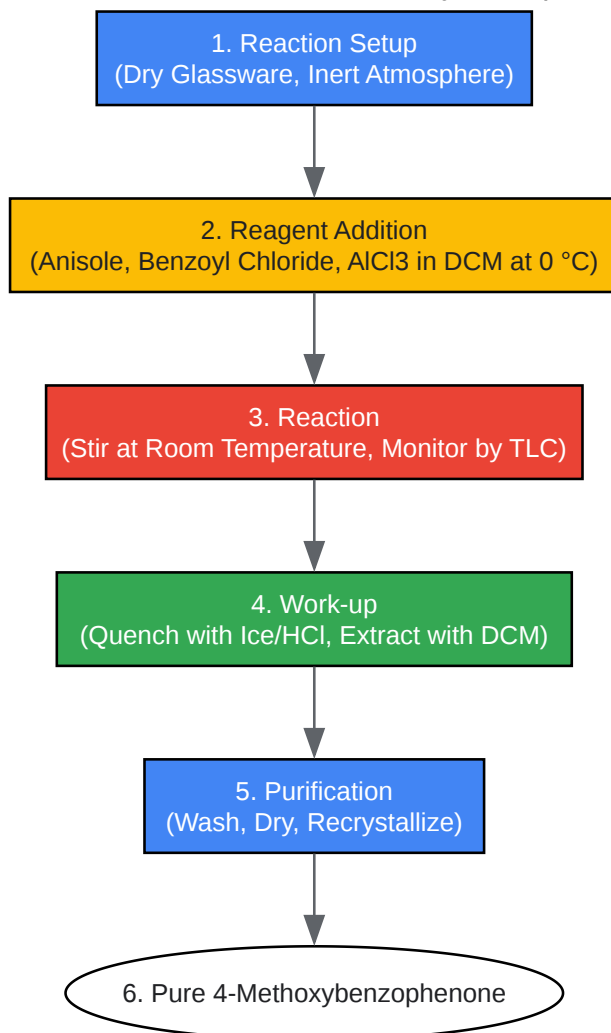 1. Reaction Setup
(Dry Glassware, Inert Atmosphere)
2. Reagent Addition
(Anisole, Benzoyl Chloride, AlCl3 in DCM at 0 °C)
3. Reaction
(Stir at Room Temperature, Monitor by TLC)
4. Work-up
(Quench with Ice/HCl, Extract with DCM)
5. Purification
(Wash, Dry, Recrystallize)
6. Pure 4-Methoxybenzophenone